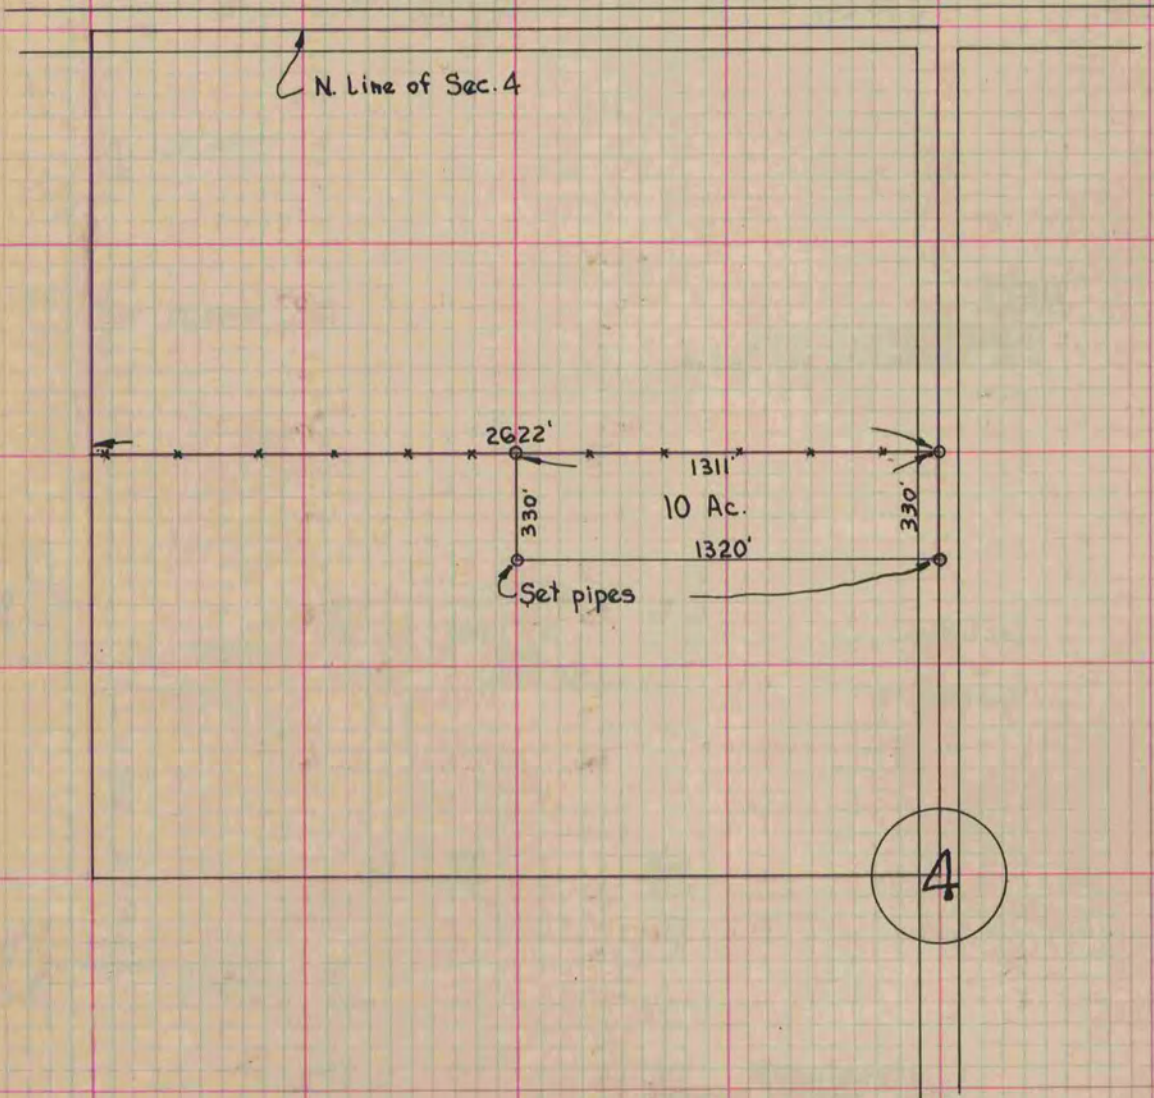 N. Line of Sec. 4
2622'
1311'
330'
10 Ac.
330'
1320'
Set pipes
4